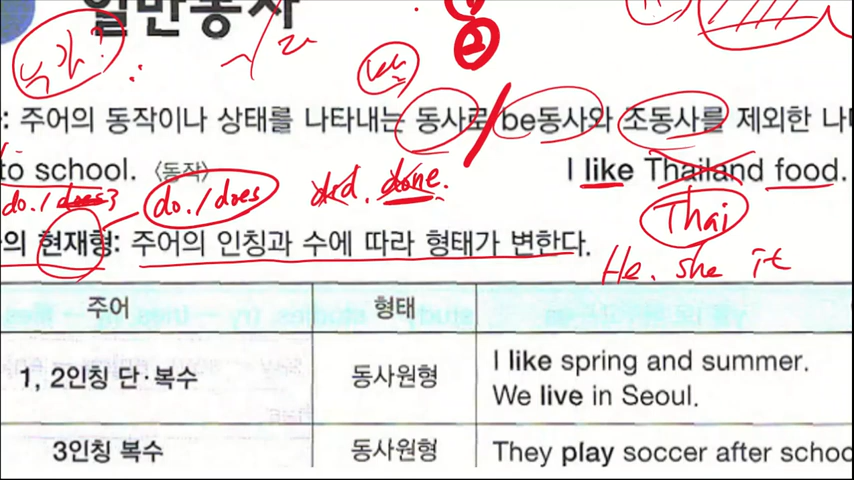 일반동사
누가?
: 주어의 동작이나 상태를 나타내는 동사로 be동사와 조동사를 제외한 나
to school. 〈동작〉 I like Thailand food.
do. / does do. / does did. done. Thai
의 현재형: 주어의 인칭과 수에 따라 형태가 변한다.
He. she it
주어 형태
1, 2인칭 단·복수 동사원형 I like spring and summer.
We live in Seoul.
3인칭 복수 동사원형 They play soccer after schoo